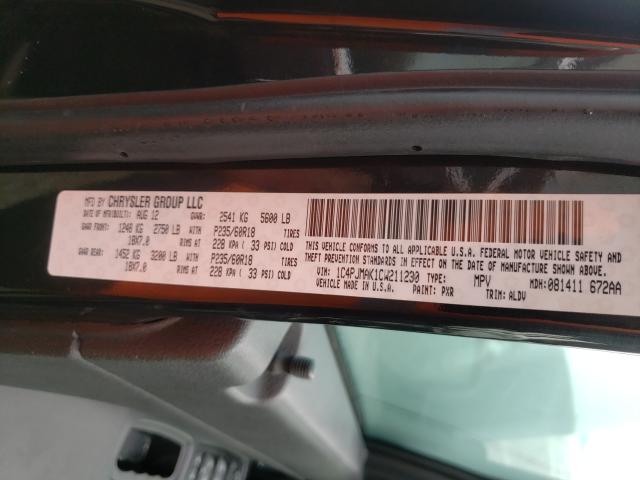 MFD BY CHRYSLER GROUP LLC
DATE OF MFR(BUILT): AUG 12 GVWR: 2541 KG 5600 LB
GAWR FRONT: 1248 KG 2750 LB WITH P235/60R18
18X7.0 RIMS AT 228 KPA ( 33 PSI) COLD
GAWR REAR: 1452 KG 3200 LB WITH P235/60R18
18X7.0 RIMS AT 228 KPA ( 33 PSI) COLD
THIS VEHICLE CONFORMS TO ALL APPLICABLE U.S.A. FEDERAL MOTOR VEHICLE SAFETY AND
THEFT PREVENTION STANDARDS IN EFFECT ON THE DATE OF MANUFACTURE SHOWN ABOVE.
VIN: 1C4PJMAK1CW211230 TYPE: MPV MDH: 081411 672AA
VEHICLE MADE IN U.S.A. PAINT: PXR TRIM: ALDV